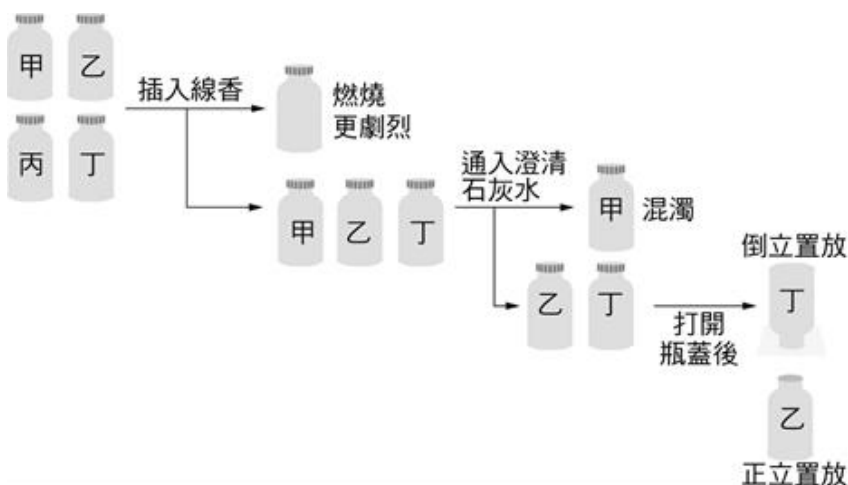 甲 乙
丙 丁
插入線香
燃燒
更劇烈
甲 乙 丁
通入澄清
石灰水
甲 混濁
乙 丁
打開
瓶蓋後
倒立置放
丁
乙
正立置放